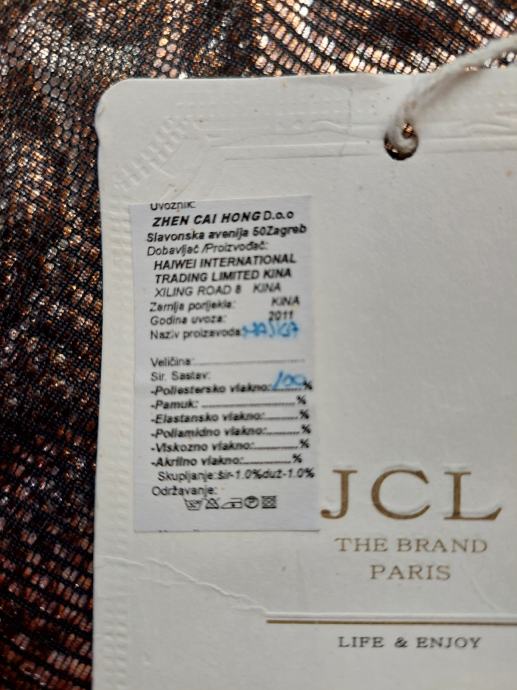 Uvoznik:
ZHEN CAI HONG D.o.o
Slavonska avenija 50Zagreb
Dobavljač /Proizvođač:
HAIWEI INTERNATIONAL
TRADING LIMITED KINA
XILING ROAD 8 KINA
Zemlja porijekla: KINA
Godina uvoza: 2011
Naziv proizvoda:
Veličina:
Sir. Sastav:
-Poliestersko vlakno: 100%
-Pamuk: %
-Elastansko vlakno: %
-Poliamidno vlakno: %
-Viskozno vlakno: %
-Akrilno vlakno: %
Skupljanje:šir-1.0%duž-1.0%
Održavanje:
JCL
THE BRAND
PARIS
LIFE & ENJOY